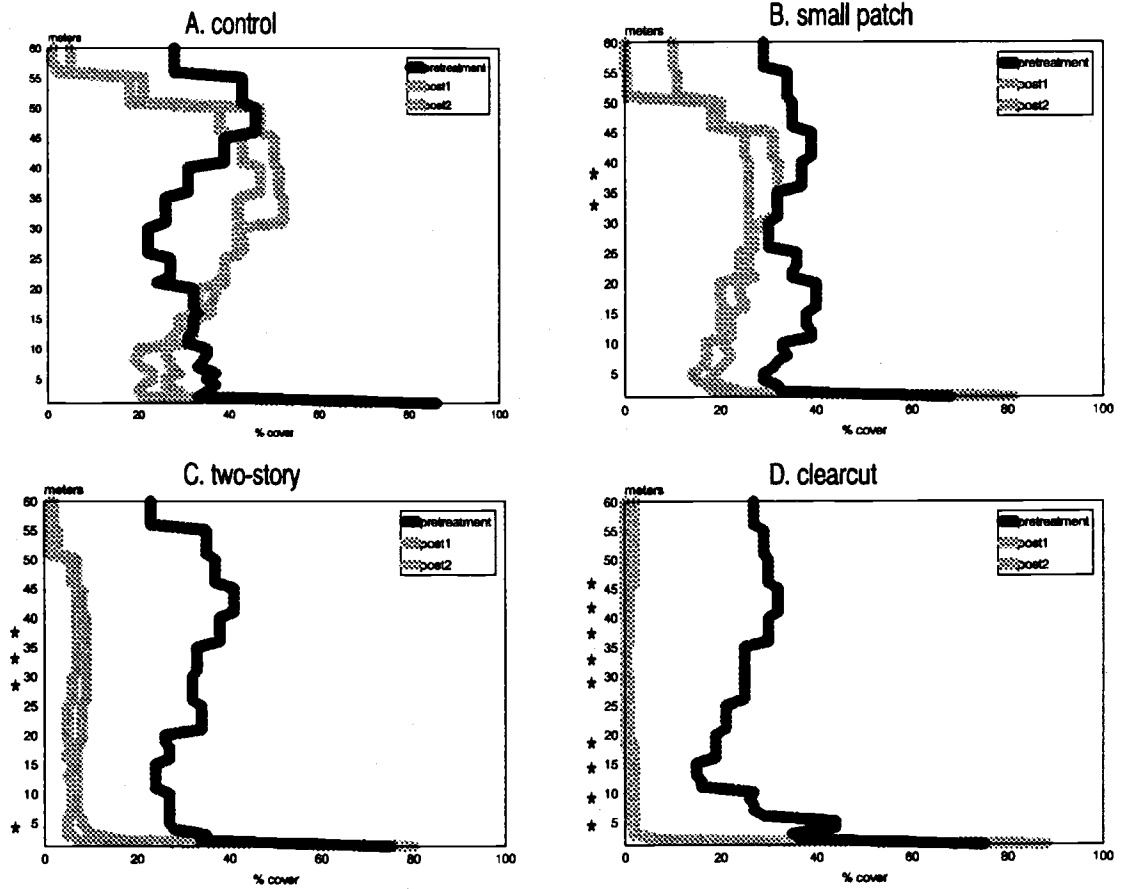 A. control
meters
60
55
50
45
40
35
30
25
20
15
10
5
0 20 40 60 80 100
% cover
pretreatment
post1
post2
B. small patch
meters
60
55
50
45
40
35
30
25
20
15
10
5
0 20 40 60 80 100
% cover
pretreatment
post1
post2
*
*
C. two-story
meters
60
55
50
45
40
35
30
25
20
15
10
5
0 20 40 60 80 100
% cover
pretreatment
post1
post2
*
*
*
*
D. clearcut
meters
60
55
50
45
40
35
30
25
20
15
10
5
0 20 40 60 80 100
% cover
pretreatment
post1
post2
*
*
*
*
*
*
*
*
*